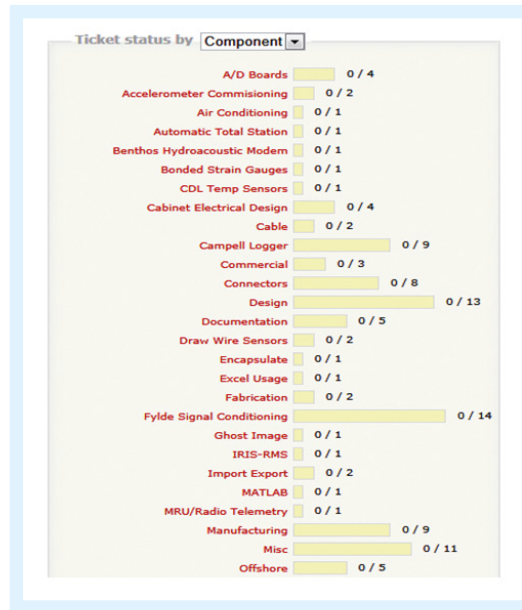 Ticket status by Component
A/D Boards 0 / 4
Accelerometer Commisioning 0 / 2
Air Conditioning 0 / 1
Automatic Total Station 0 / 1
Benthos Hydroacoustic Modem 0 / 1
Bonded Strain Gauges 0 / 1
CDL Temp Sensors 0 / 1
Cabinet Electrical Design 0 / 4
Cable 0 / 2
Campell Logger 0 / 9
Commercial 0 / 3
Connectors 0 / 8
Design 0 / 13
Documentation 0 / 5
Draw Wire Sensors 0 / 2
Encapsulate 0 / 1
Excel Usage 0 / 1
Fabrication 0 / 2
Fylde Signal Conditioning 0 / 14
Ghost Image 0 / 1
IRIS-RMS 0 / 1
Import Export 0 / 2
MATLAB 0 / 1
MRU/Radio Telemetry 0 / 1
Manufacturing 0 / 9
Misc 0 / 11
Offshore 0 / 5